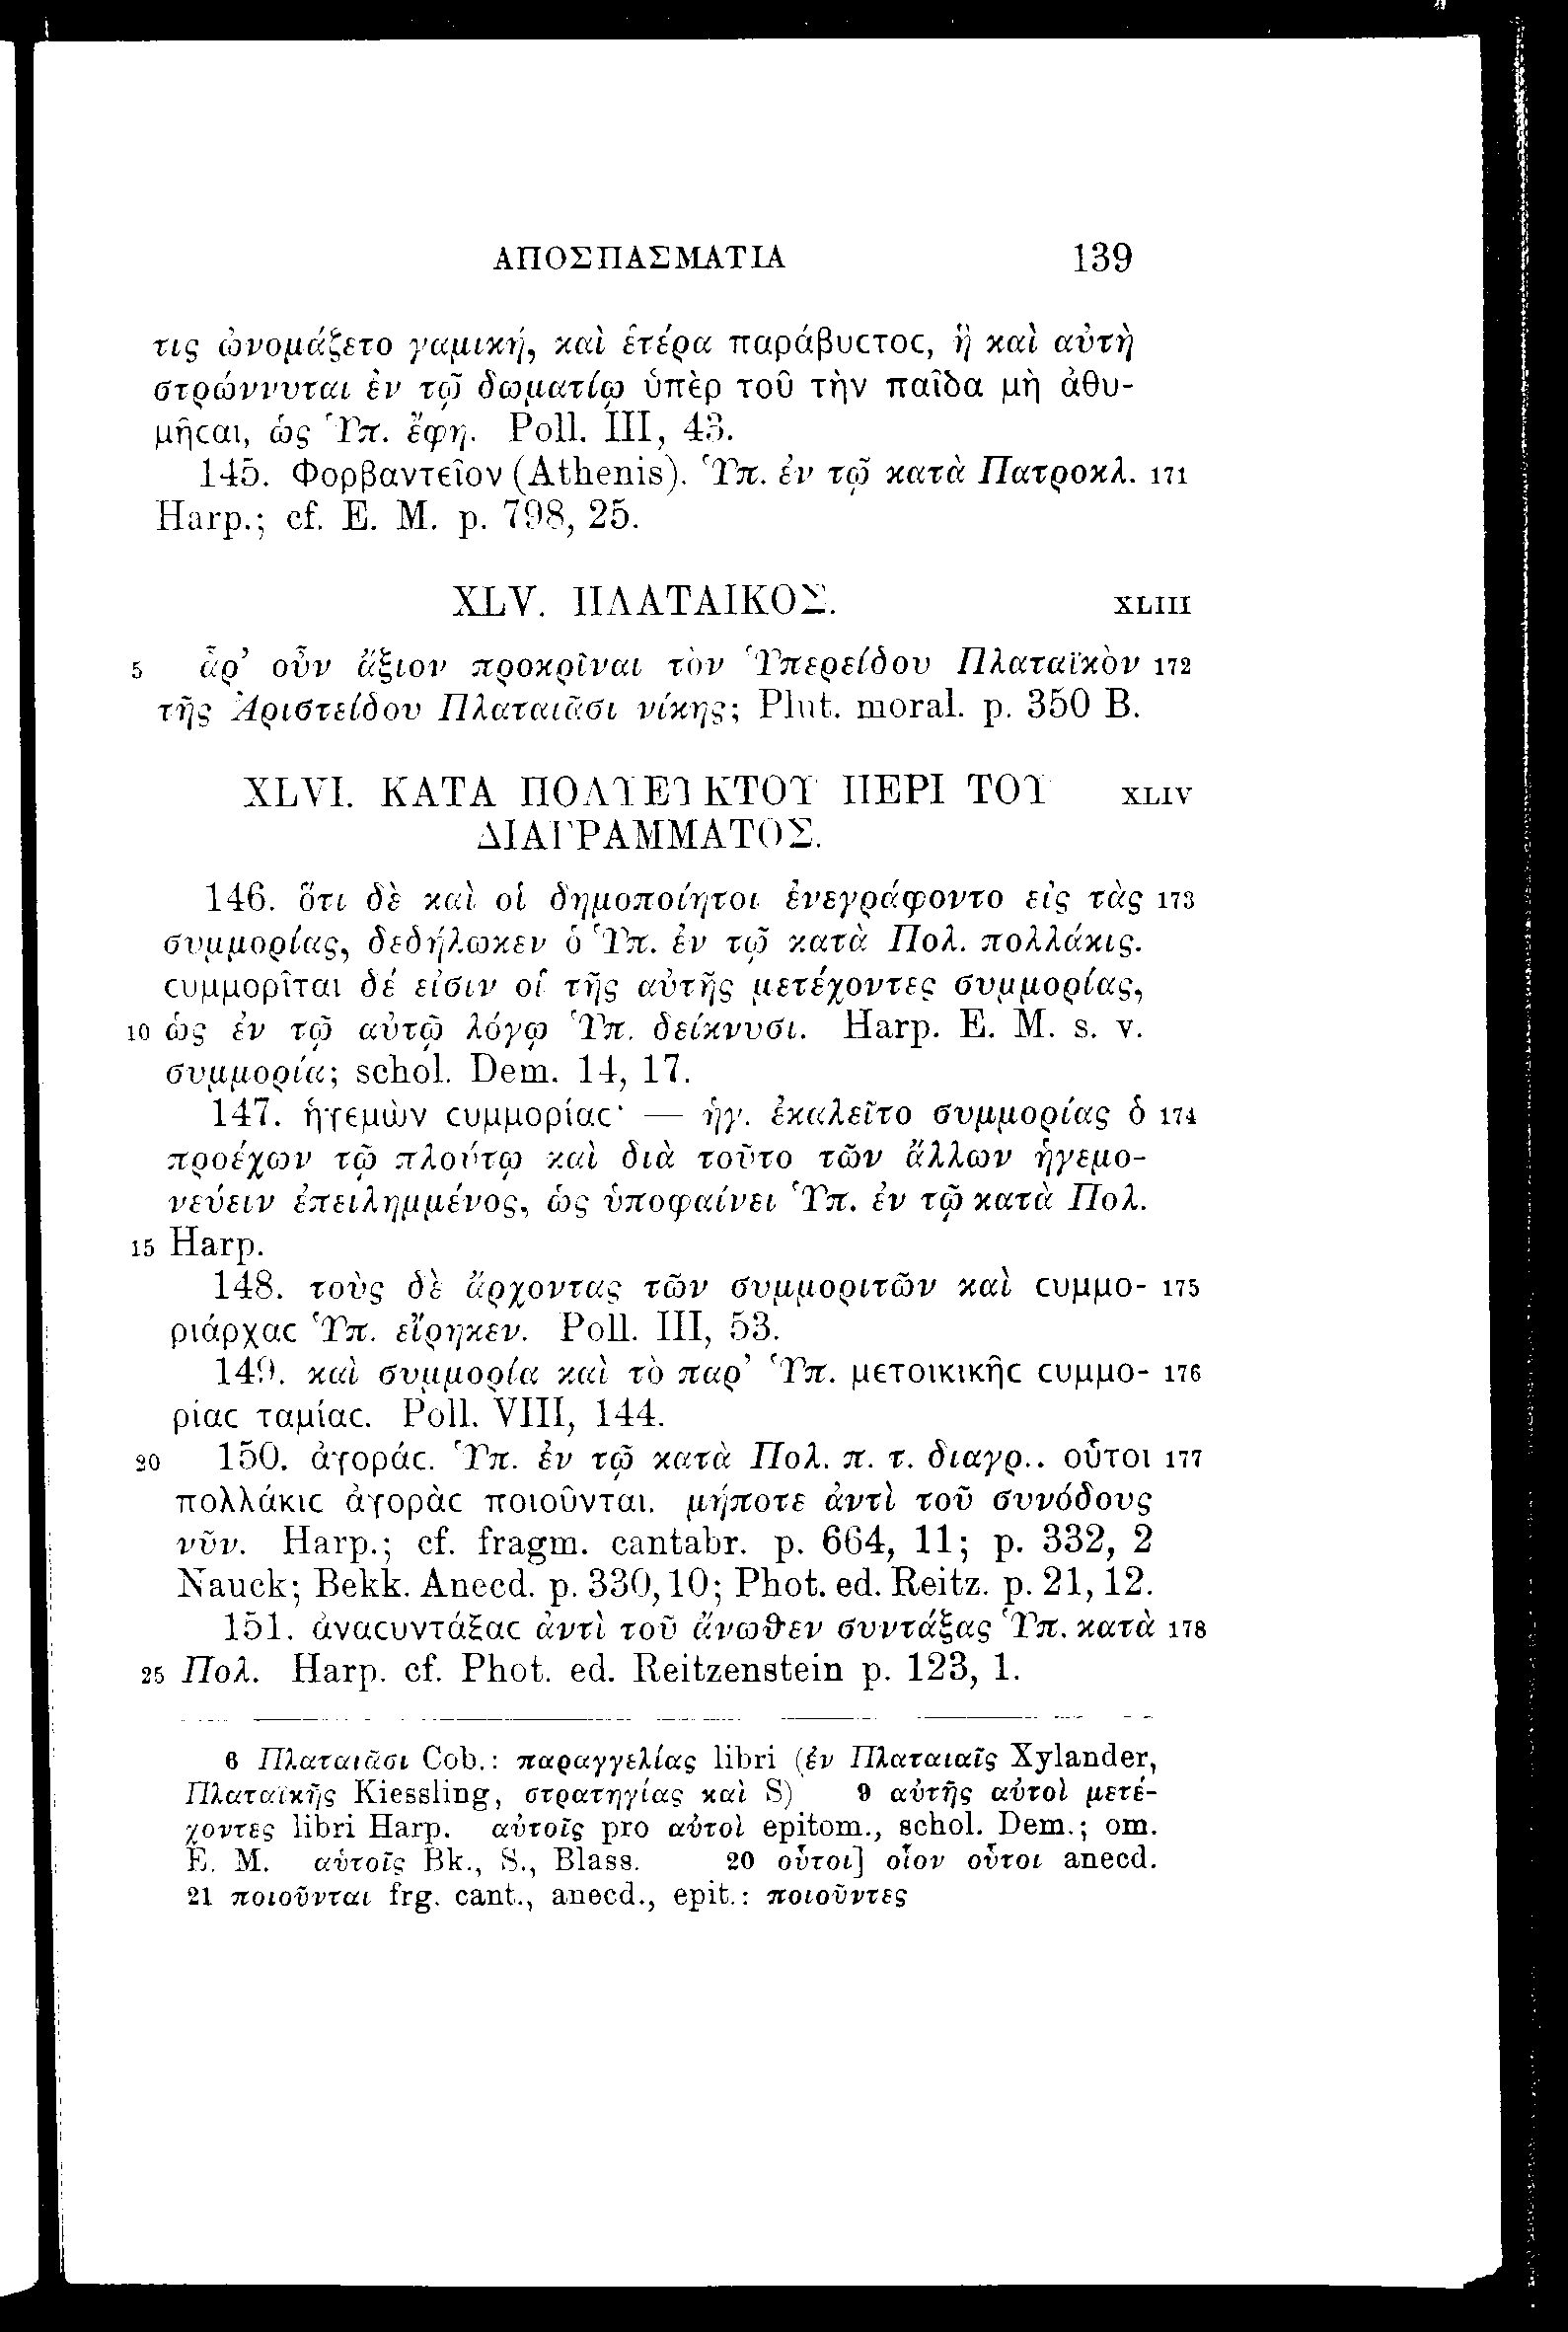 ΑΠΟΣΠΑΣΜΑΤΙΑ 139
τις ὠνομάζετο γαμική, καὶ ἑτέρα παράβυϲτοϲ, ἣ καὶ αὐτὴ
στρώννυται ἐν τῷ δωματίῳ ὑπὲρ τοῦ τὴν παῖδα μὴ ἀθυ-
μῆϲαι, ὡς Ὑπ. ἔφη. Poll. III, 43.
145. Φορβαντεῖον (Athenis). Ὑπ. ἐν τῷ κατὰ Πατροκλ. 171
Harp.; cf. E. M. p. 798, 25.
XLV. ΠΛΑΤΑΙΚΟΣ. XLIII
5 ἆρ’ οὖν ἄξιον προκρῖναι τὸν Ὑπερείδου Πλαταϊκὸν 172
τῆς Ἀριστείδου Πλαταιᾶσι νίκης; Plut. moral. p. 350 B.
XLVI. ΚΑΤΑ ΠΟΛΥΕΥΚΤΟΥ ΠΕΡΙ ΤΟΥ XLIV
ΔΙΑΓΡΑΜΜΑΤΟΣ.
146. ὅτι δὲ καὶ οἱ δημοποίητοι ἐνεγράφοντο εἰς τὰς 173
συμμορίας, δεδήλωκεν ὁ Ὑπ. ἐν τῷ κατὰ Πολ. πολλάκις.
ϲυμμορῖται δέ εἰσιν οἱ τῆς αὐτῆς μετέχοντες συμμορίας,
10 ὡς ἐν τῷ αὐτῷ λόγῳ Ὑπ. δείκνυσι. Harp. E. M. s. v.
συμμορία; schol. Dem. 14, 17.
147. ἡγεμὼν ϲυμμορίαϲ· — ἡγ. ἐκαλεῖτο συμμορίας ὁ 174
προέχων τῷ πλούτῳ καὶ διὰ τοῦτο τῶν ἄλλων ἡγεμο-
νεύειν ἐπειλημμένος, ὡς ὑποφαίνει Ὑπ. ἐν τῷ κατὰ Πολ.
15 Harp.
148. τοὺς δὲ ἄρχοντας τῶν συμμοριτῶν καὶ ϲυμμο- 175
ριάρχαϲ Ὑπ. εἴρηκεν. Poll. III, 53.
149. καὶ συμμορία καὶ τὸ παρ’ Ὑπ. μετοικικῆϲ ϲυμμο- 176
ρίαϲ ταμίαϲ. Poll. VIII, 144.
20 150. ἀγοράϲ. Ὑπ. ἐν τῷ κατὰ Πολ. π. τ. διαγρ.. οὗτοι 177
πολλάκιϲ ἀγορὰϲ ποιοῦνται. μήποτε ἀντὶ τοῦ συνόδους
νῦν. Harp.; cf. fragm. cantabr. p. 664, 11; p. 332, 2
Nauck; Bekk. Anecd. p. 330, 10; Phot. ed. Reitz. p. 21, 12.
151. ἀναϲυντάξαϲ ἀντὶ τοῦ ἄνωθεν συντάξας Ὑπ. κατὰ 178
25 Πολ. Harp. cf. Phot. ed. Reitzenstein p. 123, 1.
6 Πλαταιᾶσι Cob.: παραγγελίας libri (ἐν Πλαταιαῖς Xylander,
Πλαταϊκῆς Kiessling, στρατηγίας καὶ S) 9 αὐτῆς αὐτοὶ μετέ-
χοντες libri Harp. αὐτοῖς pro αὐτοὶ epitom., schol. Dem.; om.
E. M. αὑτοῖς Bk., S., Blass. 20 οὗτοι] οἷον οὗτοι anecd.
21 ποιοῦνται frg. cant., anecd., epit.: ποιοῦντες